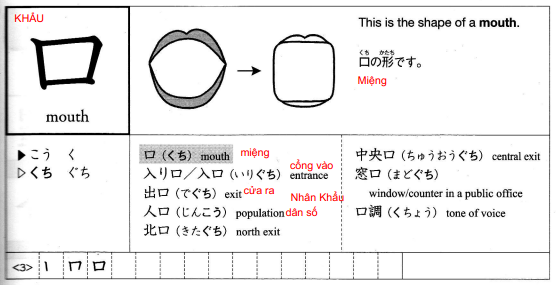 KHẨU
口
mouth
This is the shape of a mouth.
口の形です。
くち かたち
Miệng
▶こう く
▷くち ぐち
口（くち）mouth miệng
入り口／入口（いりぐち）entrance cổng vào
出口（でぐち）exit cửa ra
人口（じんこう）population dân số Nhân Khẩu
北口（きたぐち）north exit
中央口（ちゅうおうぐち）central exit
窓口（まどぐち）
window/counter in a public office
口調（くちょう）tone of voice
<3>